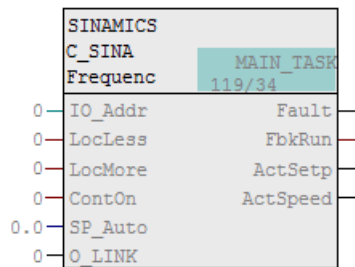 SINAMICS
C_SINA
Frequenc
MAIN_TASK
119/34
0 IO_Addr Fault
0 LocLess FbkRun
0 LocMore ActSetp
0 ContOn ActSpeed
0.0 SP_Auto
0 O_LINK